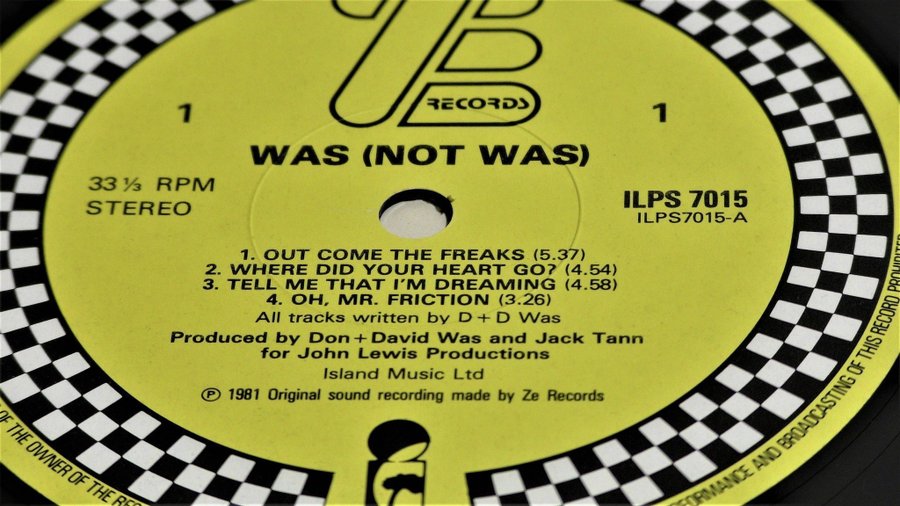 RECORDS
1
1
WAS (NOT WAS)
33⅓ RPM
STEREO
ILPS 7015
ILPS7015-A
1. OUT COME THE FREAKS (5.37)
2. WHERE DID YOUR HEART GO? (4.54)
3. TELL ME THAT I'M DREAMING (4.58)
4. OH, MR. FRICTION (3.26)
All tracks written by D+D Was
Produced by Don+David Was and Jack Tann
for John Lewis Productions
Island Music Ltd
Ⓟ 1981 Original sound recording made by Ze Records
OF THE OWNER OF THE
PERFORMANCE AND BROADCASTING OF THIS RECORD PROHIBITED